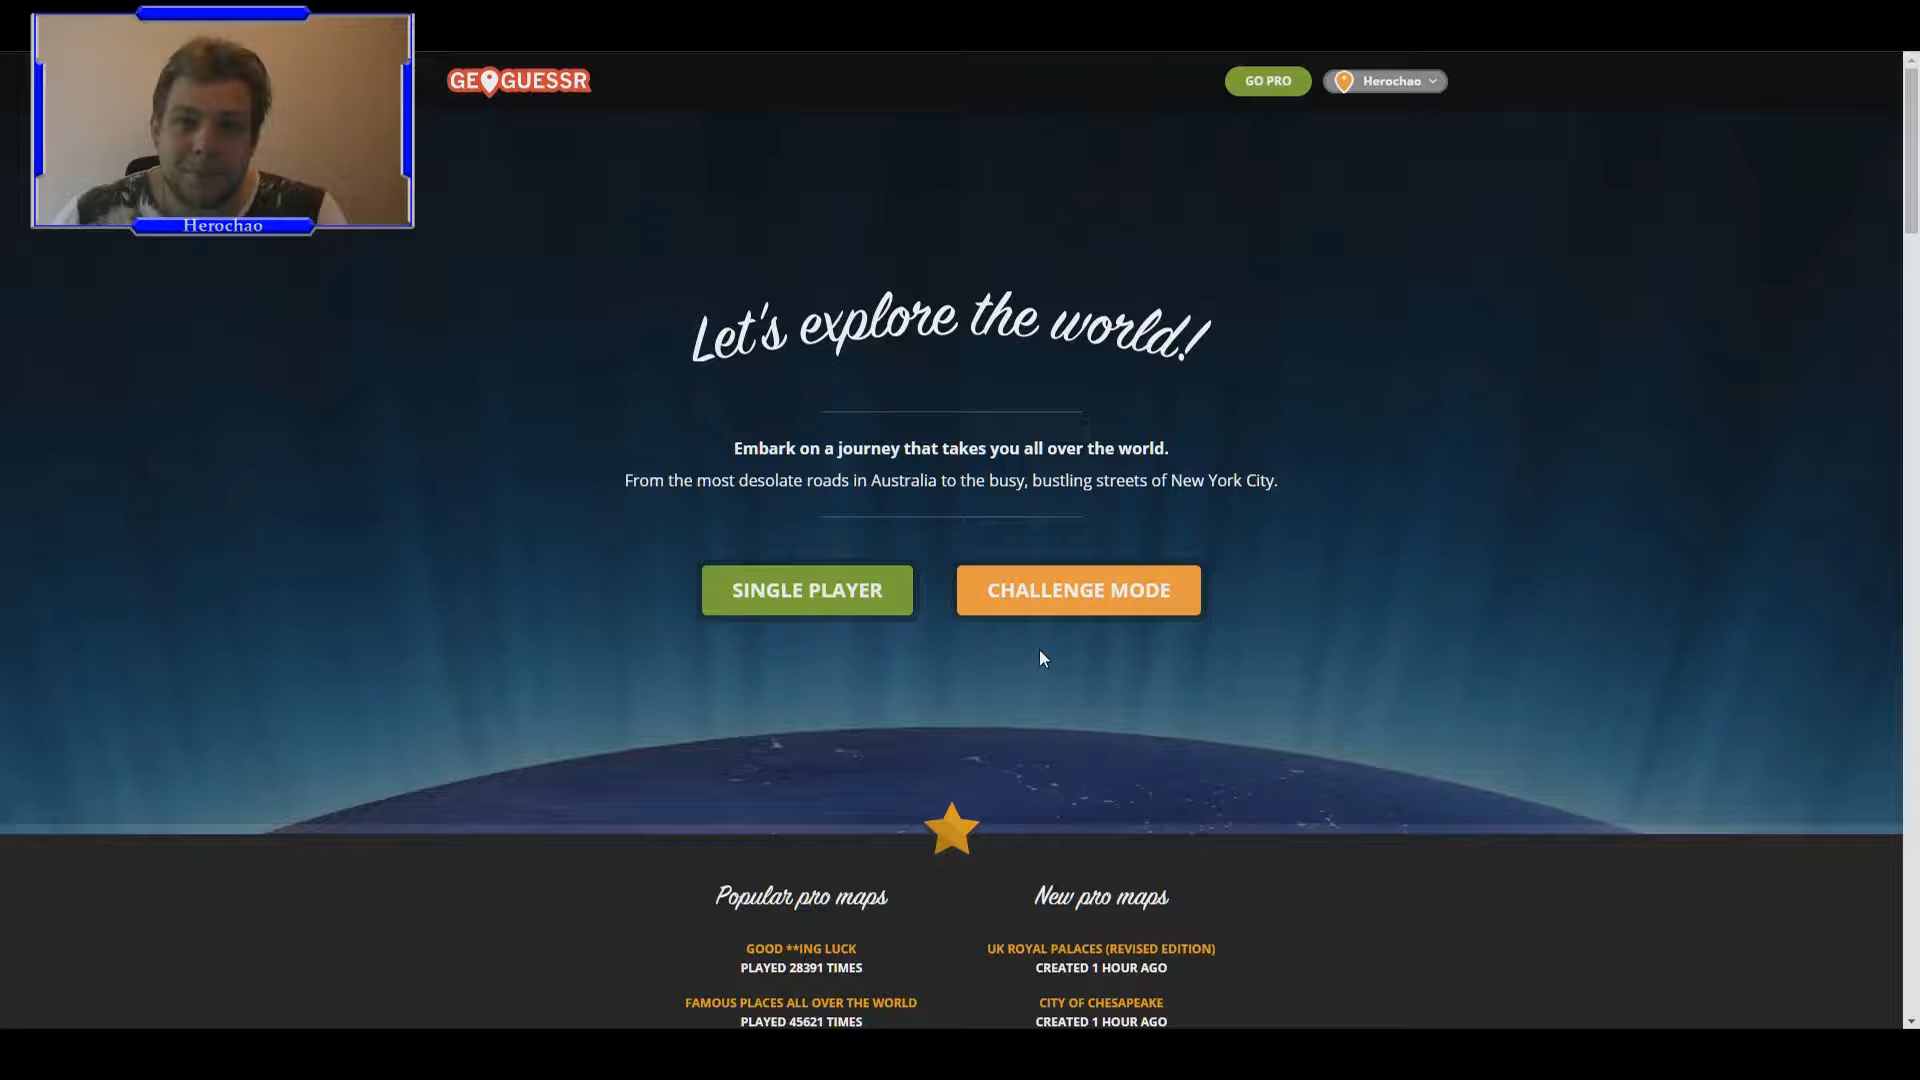 GEOGUESSR
GO PRO
Herochao
Herochao
Let's explore the world!
Embark on a journey that takes you all over the world.
From the most desolate roads in Australia to the busy, bustling streets of New York City.
SINGLE PLAYER
CHALLENGE MODE
Popular pro maps
GOOD **ING LUCK
PLAYED 28391 TIMES
FAMOUS PLACES ALL OVER THE WORLD
PLAYED 45621 TIMES
New pro maps
UK ROYAL PALACES (REVISED EDITION)
CREATED 1 HOUR AGO
CITY OF CHESAPEAKE
CREATED 1 HOUR AGO